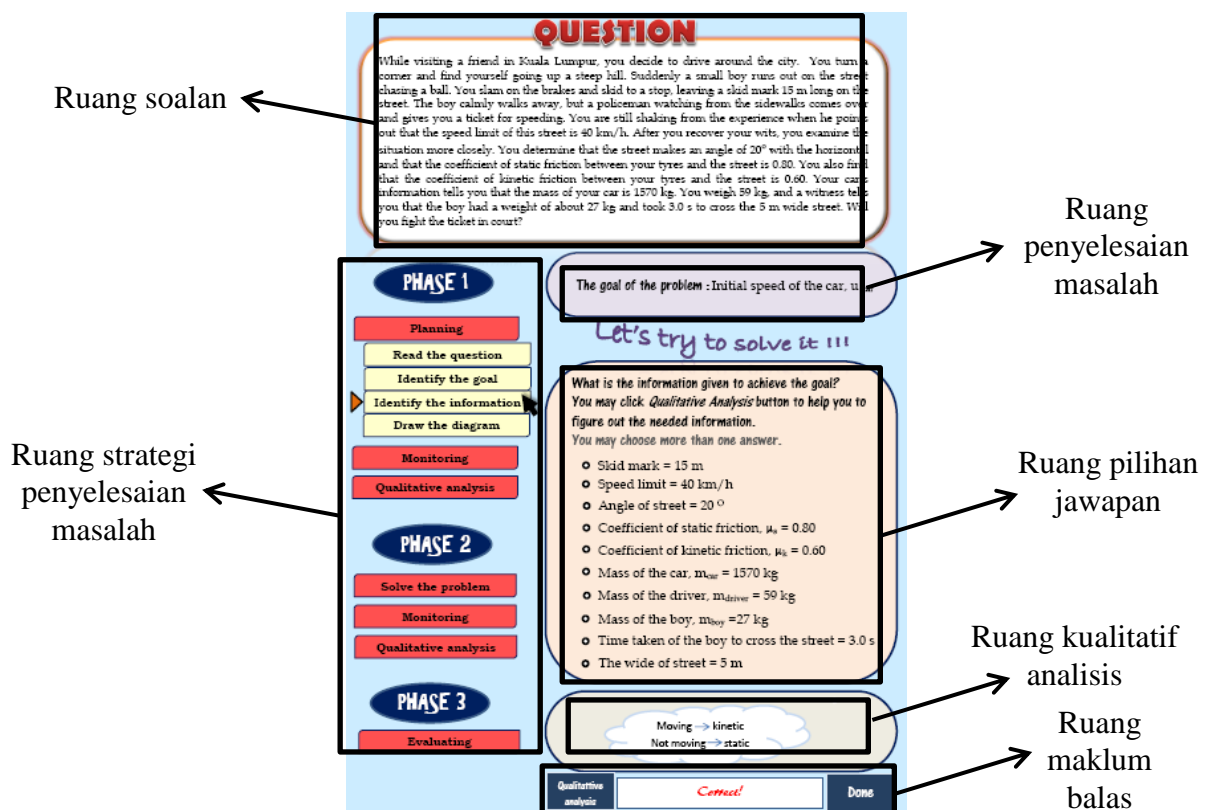 QUESTION
While visiting a friend in Kuala Lumpur, you decide to drive around the city. You turn a
corner and find yourself going up a steep hill. Suddenly a small boy runs out on the street
chasing a ball. You slam on the brakes and skid to a stop, leaving a skid mark 15 m long on the
street. The boy calmly walks away, but a policeman watching from the sidewalks comes over
and gives you a ticket for speeding. You are still shaking from the experience when he points
out that the speed limit of this street is 40 km/h. After you recover your wits, you examine the
situation more closely. You determine that the street makes an angle of 20° with the horizontal
and that the coefficient of static friction between your tyres and the street is 0.80. You also find
that the coefficient of kinetic friction between your tyres and the street is 0.60. Your car's
information tells you that the mass of your car is 1570 kg. You weigh 59 kg, and a witness tells
you that the boy had a weight of about 27 kg and took 3.0 s to cross the 5 m wide street. Will
you fight the ticket in court?
Ruang soalan
Ruang
penyelesaian
masalah
Ruang strategi
penyelesaian
masalah
PHASE 1
Planning
Read the question
Identify the goal
Identify the information
Draw the diagram
Monitoring
Qualitative analysis
PHASE 2
Solve the problem
Monitoring
Qualitative analysis
PHASE 3
Evaluating
The goal of the problem : Initial speed of the car, u
Let's try to solve it !!!
What is the information given to achieve the goal?
You may click Qualitative Analysis button to help you to
figure out the needed information.
You may choose more than one answer.
Skid mark = 15 m
Speed limit = 40 km/h
Angle of street = 20 °
Coefficient of static friction, μs = 0.80
Coefficient of kinetic friction, μk = 0.60
Mass of the car, mcar = 1570 kg
Mass of the driver, mdriver = 59 kg
Mass of the boy, mboy =27 kg
Time taken of the boy to cross the street = 3.0 s
The wide of street = 5 m
Ruang pilihan
jawapan
Moving → kinetic
Not moving → static
Ruang kualitatif
analisis
Qualitattive
analysis
Correct!
Done
Ruang
maklum
balas